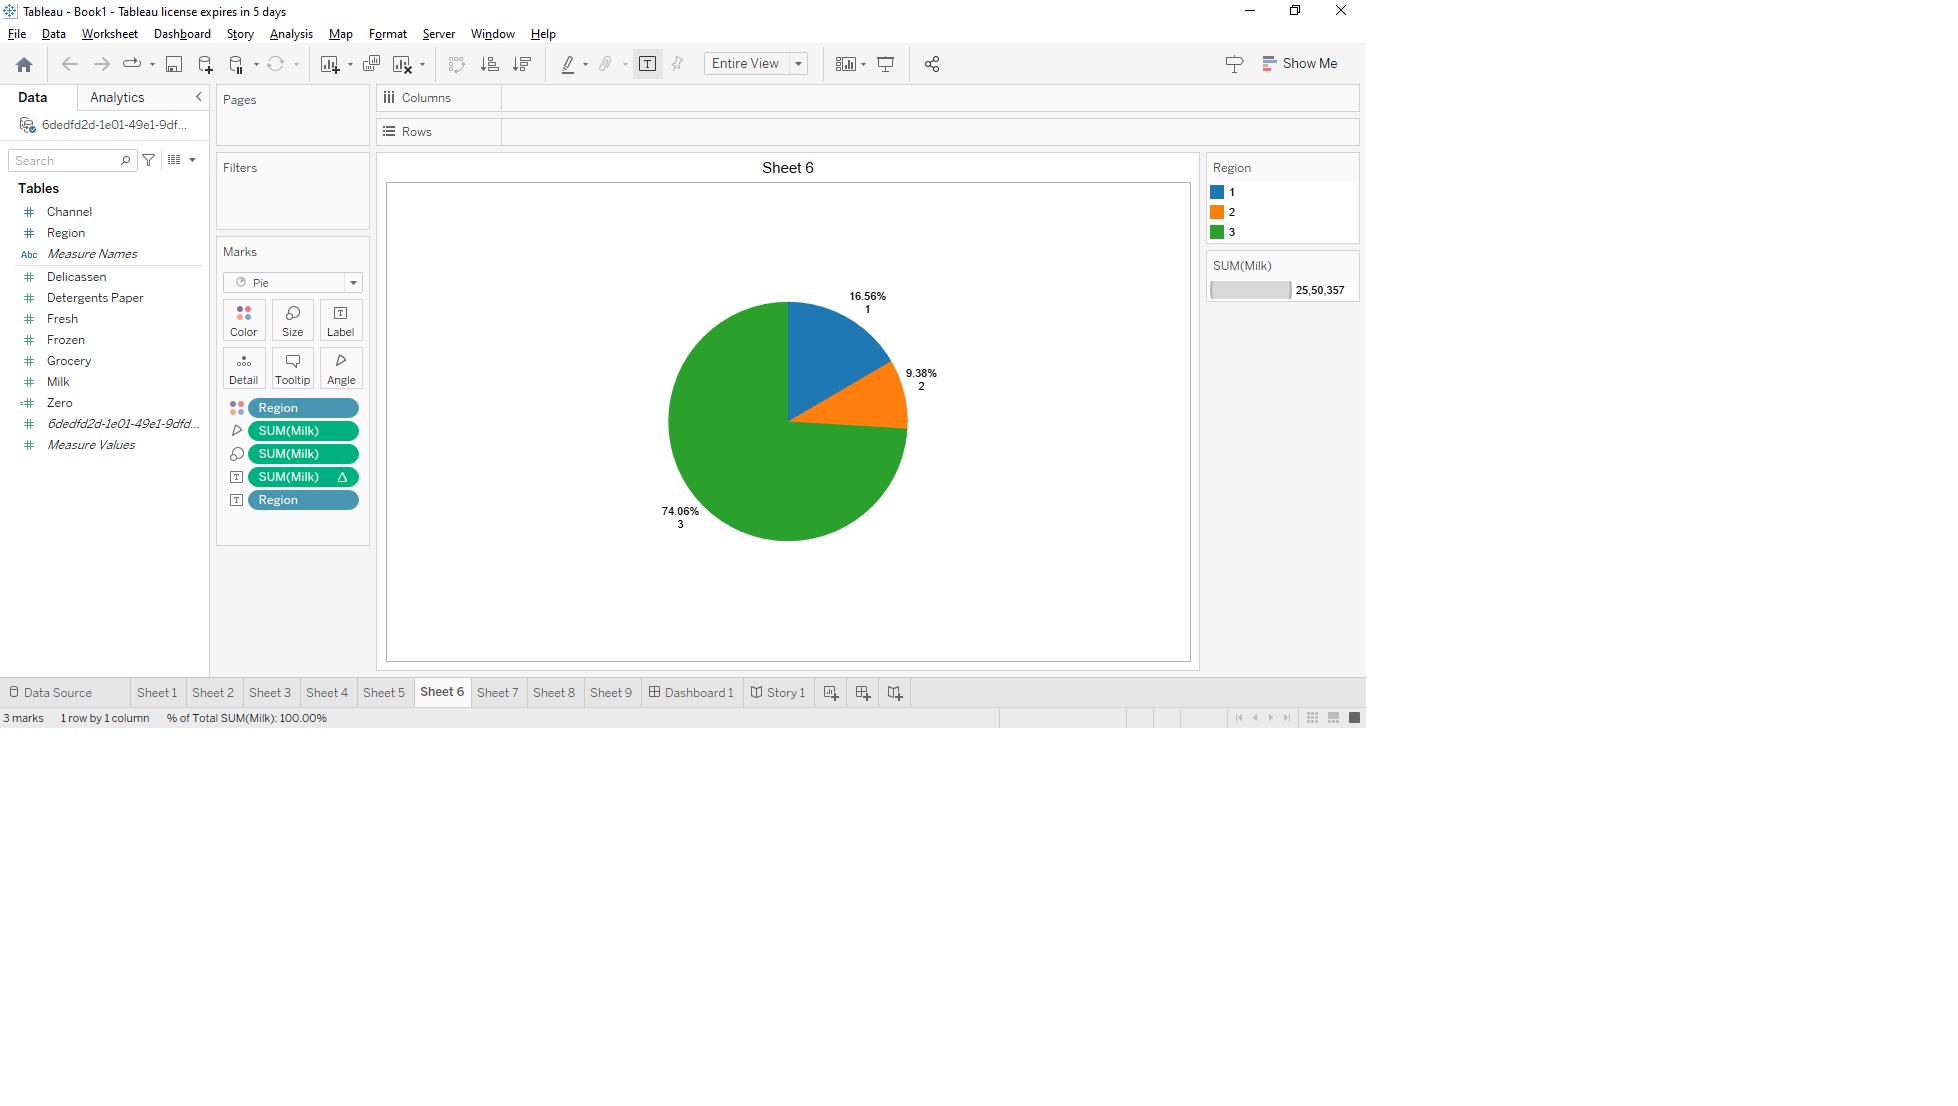 Tableau - Book1 - Tableau license expires in 5 days
File Data Worksheet Dashboard Story Analysis Map Format Server Window Help
Entire View
Show Me
Data Analytics
6dedfd2d-1e01-49e1-9df...
Search
Tables
Channel
Region
Abc Measure Names
Delicassen
Detergents Paper
Fresh
Frozen
Grocery
Milk
Zero
6dedfd2d-1e01-49e1-9dfd...
Measure Values
Pages
Filters
Marks
Pie
Color Size Label
Detail Tooltip Angle
Region
SUM(Milk)
SUM(Milk)
SUM(Milk)
Region
Columns
Rows
Sheet 6
16.56%
1
9.38%
2
74.06%
3
Region
1
2
3
SUM(Milk)
25,50,357
Data Source Sheet 1 Sheet 2 Sheet 3 Sheet 4 Sheet 5 Sheet 6 Sheet 7 Sheet 8 Sheet 9 Dashboard 1 Story 1
3 marks 1 row by 1 column % of Total SUM(Milk): 100.00%